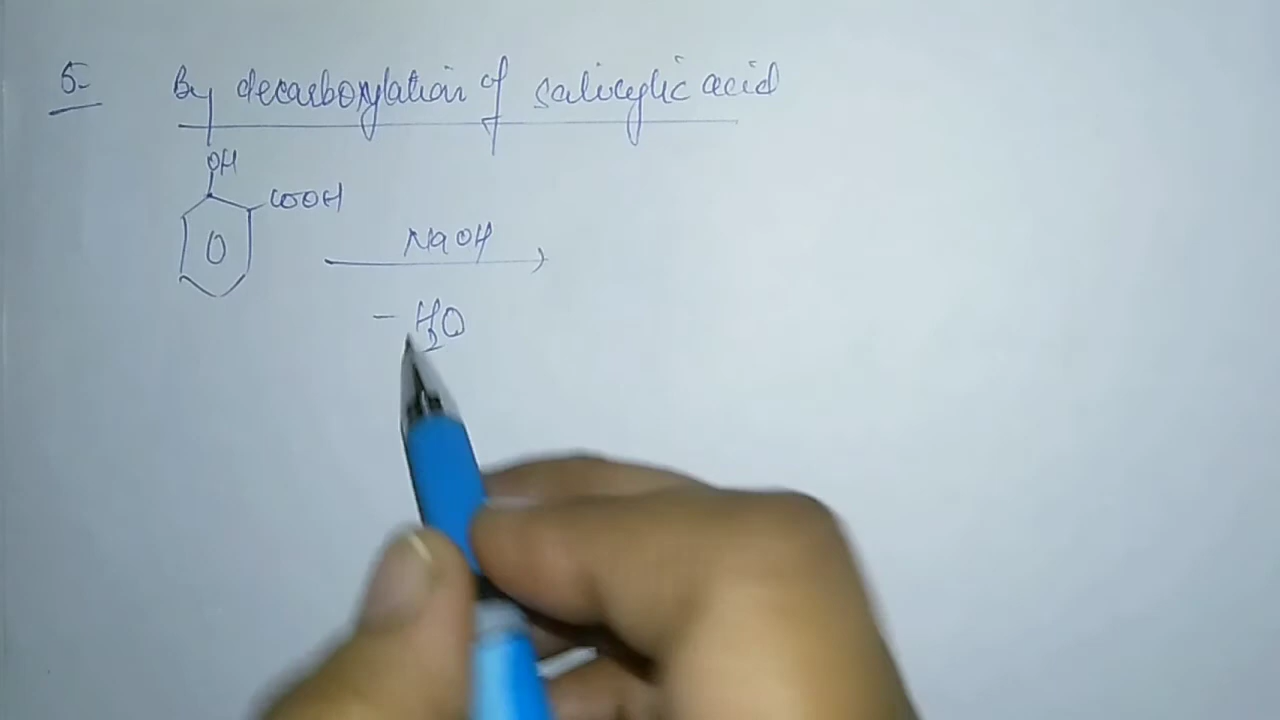 5- By decarboxylation of salicylic acid
OH
COOH
NaOH
- H2O